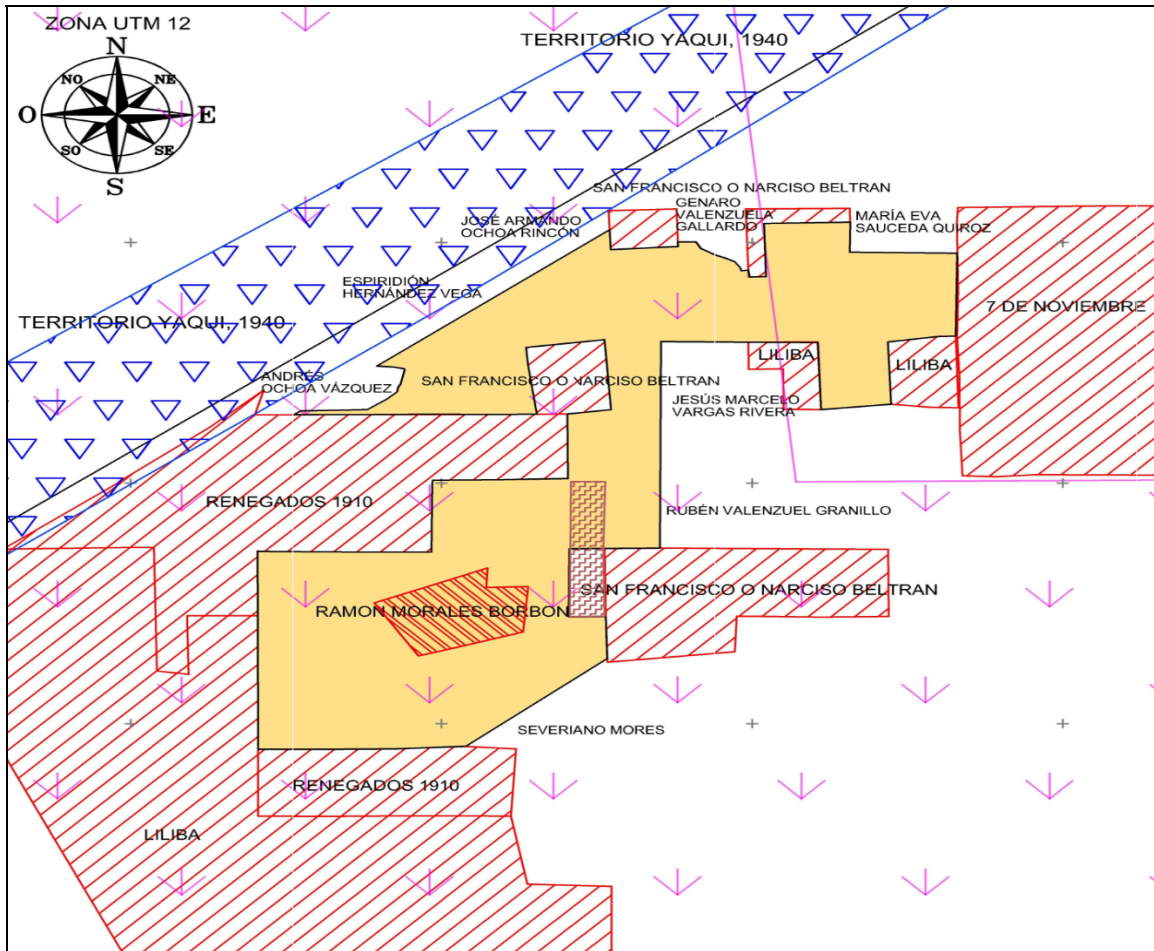 ZONA UTM 12
N
NO
NE
O
E
SO
SE
S
TERRITORIO YAQUI, 1940
SAN FRANCISCO O NARCISO BELTRAN
GENARO
VALENZUELA
GALLARDO
JOSÉ ARMANDO
OCHOA RINCÓN
MARÍA EVA
SAUCEDA QUIROZ
ESPIRIDIÓN
HERNÁNDEZ VEGA
7 DE NOVIEMBRE
TERRITORIO YAQUI, 1940
LILIBA
LILIBA
ANDRÉS
OCHOA VÁZQUEZ
SAN FRANCISCO O NARCISO BELTRAN
JESÚS MARCELO
VARGAS RIVERA
RENEGADOS 1910
RUBÉN VALENZUEL GRANILLO
SAN FRANCISCO O NARCISO BELTRAN
RAMON MORALES BORBON
SEVERIANO MORES
RENEGADOS 1910
LILIBA